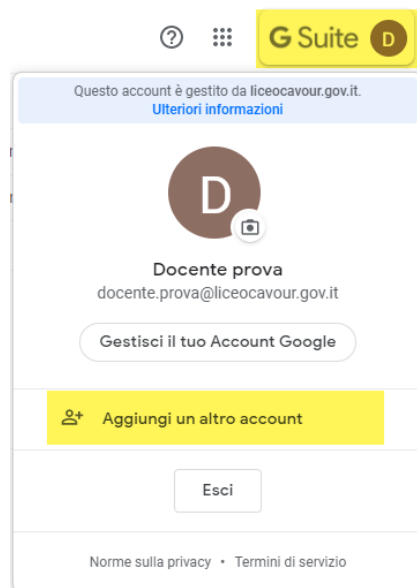 G Suite D
Questo account è gestito da liceocavour.gov.it.
Ulteriori informazioni
D
Docente prova
docente.prova@liceocavour.gov.it
Gestisci il tuo Account Google
Aggiungi un altro account
Esci
Norme sulla privacy • Termini di servizio